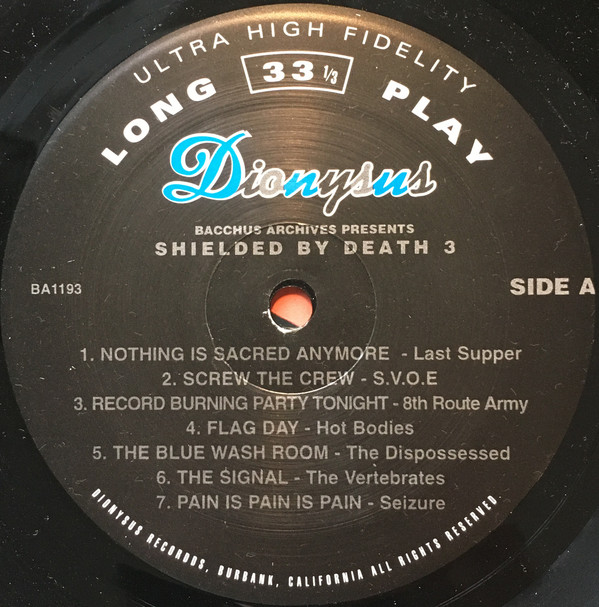 ULTRA HIGH FIDELITY
LONG 33 1/3 PLAY
Dionysus
BACCHUS ARCHIVES PRESENTS
SHIELDED BY DEATH 3
BA1193
SIDE A
1. NOTHING IS SACRED ANYMORE - Last Supper
2. SCREW THE CREW - S.V.O.E
3. RECORD BURNING PARTY TONIGHT - 8th Route Army
4. FLAG DAY - Hot Bodies
5. THE BLUE WASH ROOM - The Dispossessed
6. THE SIGNAL - The Vertebrates
7. PAIN IS PAIN IS PAIN - Seizure
DIONYSUS RECORDS, BURBANK, CALIFORNIA ALL RIGHTS RESERVED